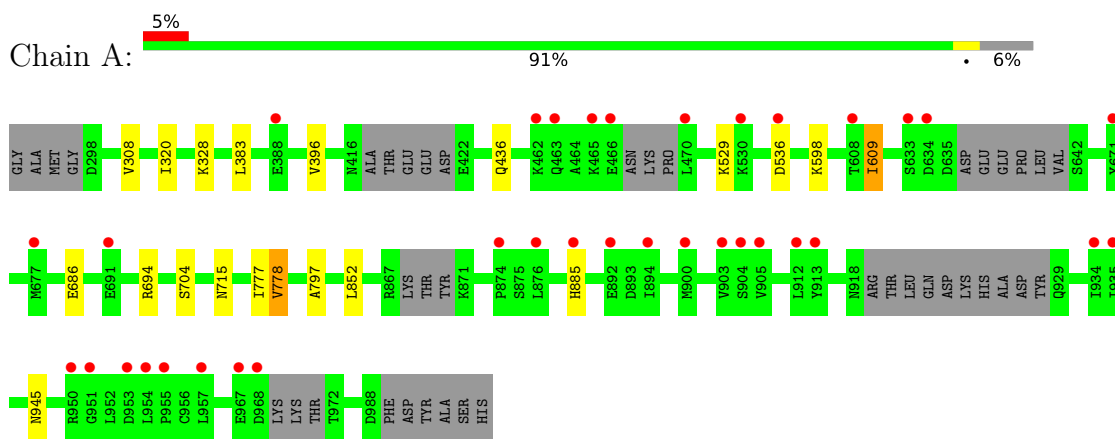 5%
Chain A:
91% • 6%
GLY ALA MET GLY D298 V308 I320 K328 L383 E388 V396 N416 ALA THR GLU GLU ASP E422 Q436 K462 Q463 A464 K465 E466 ASN LYS PRO L470 K529 K530 D536 K598 T608 I609 S633 D634 D635 ASP GLU GLU PRO LEU VAL S642 Y671
M677 E686 E691 R694 S704 N715 I777 V778 A797 L852 R867 LYS THR TYR K871 P874 S875 L876 H885 E892 D893 I894 M900 V903 S904 V905 L912 Y913 N918 ARG THR LEU GLN ASP LYS HIS ALA ASP TYR Q929 I934 I935
N945 R950 G951 L952 D953 L954 P955 C956 L957 E967 D968 LYS LYS THR T972 D988 PHE ASP TYR ALA SER HIS